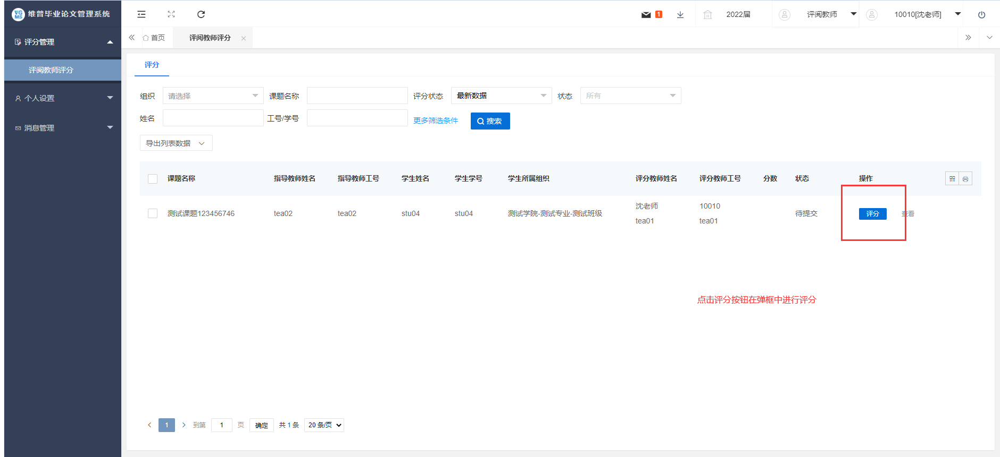 VG MS 维普毕业论文管理系统
1
2022届
评阅教师
10010[沈老师]
评分管理
评阅教师评分
个人设置
消息管理
首页
评阅教师评分
评分
组织
请选择
课题名称
评分状态
最新数据
状态
所有
姓名
工号/学号
更多筛选条件
搜索
导出列表数据
课题名称 指导教师姓名 指导教师工号 学生姓名 学生学号 学生所属组织 评分教师姓名 评分教师工号 分数 状态 操作
测试课题123456746 tea02 tea02 stu04 stu04 测试学院-测试专业-测试班级 沈老师 10010 待提交 评分 查看
tea01 tea01
点击评分按钮在弹框中进行评分
1 到第 1 页 确定 共 1 条 20 条/页